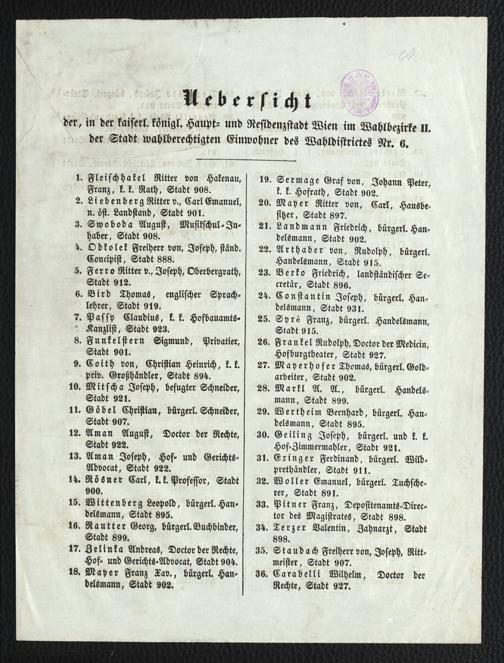 Uebersicht
der, in der kaiserl. königl. Haupt- und Residenzstadt Wien im Wahlbezirke II.
der Stadt wahlberechtigten Einwohner des Wahldistrictes Nr. 6.
1. Fleischhakel Ritter von Hakenau,
Franz, k. k. Rath, Stadt 908.
2. Liebenberg Ritter v., Carl Emanuel,
n. öst. Landstand, Stadt 901.
3. Swoboda August, Musikschul-In-
haber, Stadt 908.
4. Odkolek Freiherr von, Joseph, ständ.
Concipist, Stadt 888.
5. Ferro Ritter v., Joseph, Oberbergrath,
Stadt 912.
6. Bird Thomas, englischer Sprach-
lehrer, Stadt 919.
7. Passy Claudius, k. k. Hofbauamts-
Kanzlist, Stadt 923.
8. Funkelstern Sigmund, Privatier,
Stadt 901.
9. Coith von, Christian Heinrich, k. k.
priv. Großhändler, Stadt 894.
10. Mitscha Joseph, befugter Schneider,
Stadt 921.
11. Göbel Christian, bürgerl. Schneider,
Stadt 907.
12. Aman August, Doctor der Rechte,
Stadt 922.
13. Aman Joseph, Hof- und Gerichts-
Advocat, Stadt 922.
14. Rösner Carl, k. k. Professor, Stadt
900.
15. Wittenberg Leopold, bürgerl. Han-
delsmann, Stadt 895.
16. Rautter Georg, bürgerl. Buchbinder,
Stadt 899.
17. Zelinka Andreas, Doctor der Rechte,
Hof- und Gerichts-Advocat, Stadt 904.
18. Mayer Franz Xav., bürgerl. Han-
delsmann, Stadt 902.
19. Sermage Graf von, Johann Peter,
k. k. Hofrath, Stadt 902.
20. Mayer Ritter von, Carl, Hausbe-
sitzer, Stadt 897.
21. Landmann Friedrich, bürgerl. Han-
delsmann, Stadt 902.
22. Arthaber von, Rudolph, bürgerl.
Handelsmann, Stadt 915.
23. Berko Friedrich, landständischer Se-
cretär, Stadt 896.
24. Constantin Joseph, bürgerl. Han-
delsmann, Stadt 931.
25. Syré Franz, bürgerl. Handelsmann,
Stadt 915.
26. Frankel Rudolph, Doctor der Medicin,
Hofburgtheater, Stadt 927.
27. Mayerhofer Thomas, bürgerl. Gold-
arbeiter, Stadt 902.
28. Markl A. A., bürgerl. Handels-
mann, Stadt 899.
29. Wertheim Bernhard, bürgerl. Han-
delsmann, Stadt 895.
30. Geiling Joseph, bürgerl. und k. k.
Hof-Zimmermahler, Stadt 921.
31. Eringer Ferdinand, bürgerl. Wild-
prethändler, Stadt 911.
32. Woller Emanuel, bürgerl. Tuchsche-
rer, Stadt 891.
33. Pitner Franz, Depositenamts-Direc-
tor des Magistrates, Stadt 898.
34. Terzer Valentin, Zahnarzt, Stadt
898.
35. Staubach Freiherr von, Joseph, Ritt-
meister, Stadt 907.
36. Carabelli Wilhelm, Doctor der
Rechte, Stadt 927.